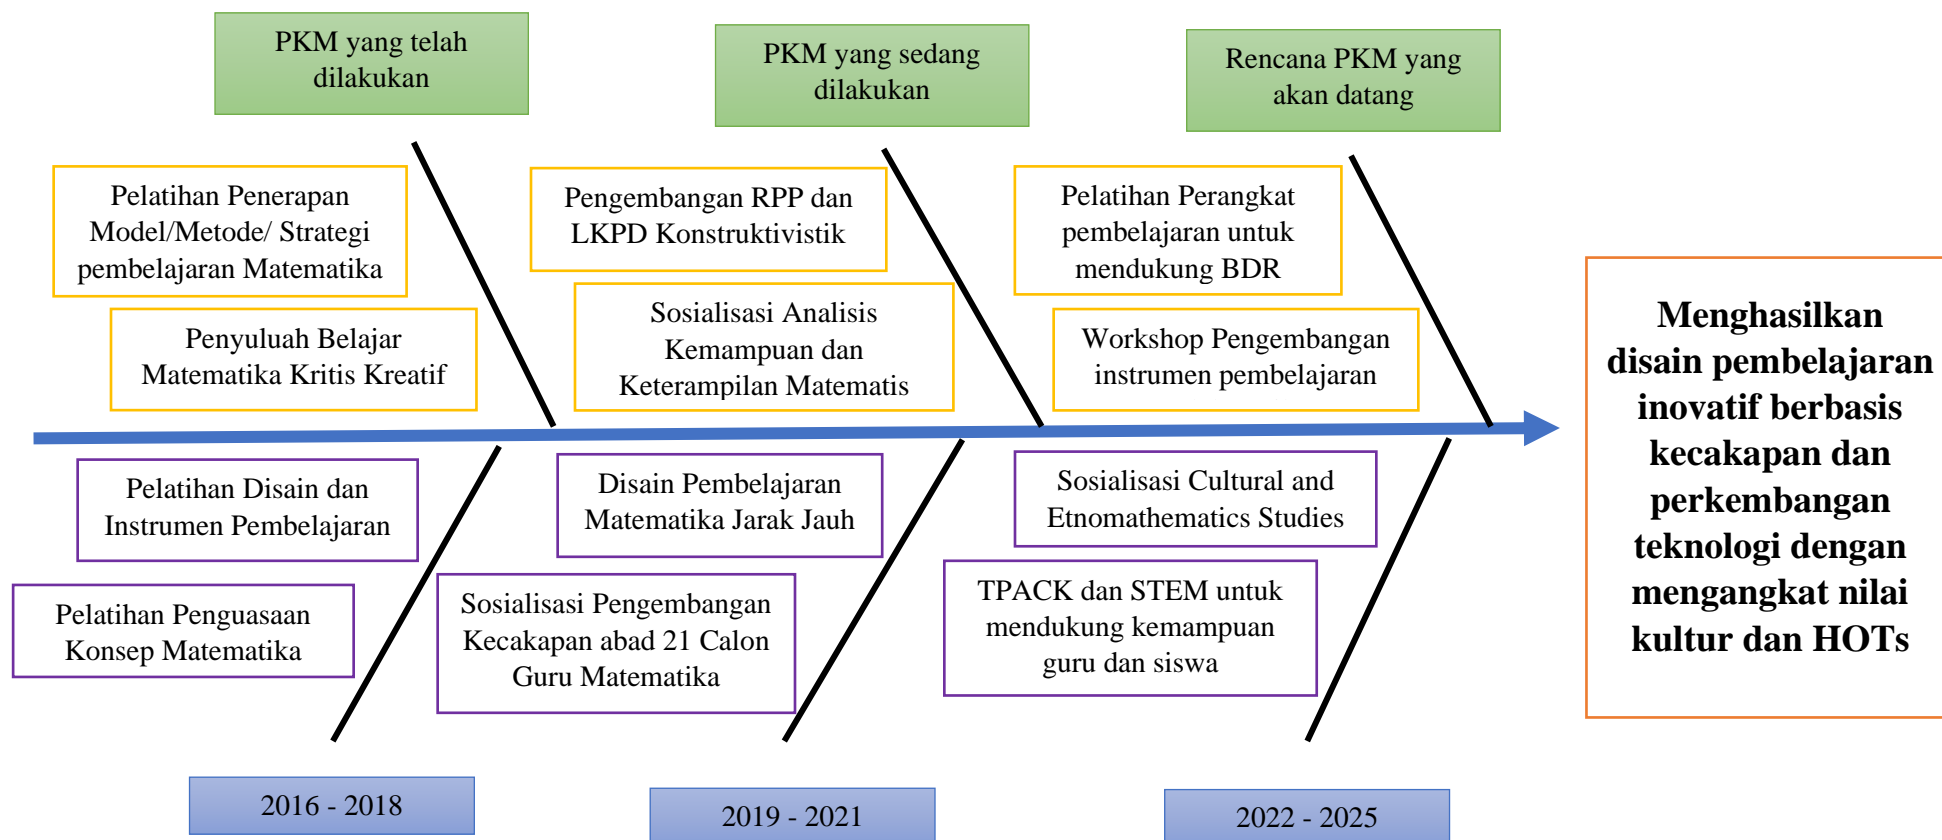 PKM yang telah
dilakukan
PKM yang sedang
dilakukan
Rencana PKM yang
akan datang
Pelatihan Penerapan
Model/Metode/ Strategi
pembelajaran Matematika
Pengembangan RPP dan
LKPD Konstruktivistik
Pelatihan Perangkat
pembelajaran untuk
mendukung BDR
Penyuluah Belajar
Matematika Kritis Kreatif
Sosialisasi Analisis
Kemampuan dan
Keterampilan Matematis
Workshop Pengembangan
instrumen pembelajaran
Pelatihan Disain dan
Instrumen Pembelajaran
Disain Pembelajaran
Matematika Jarak Jauh
Sosialisasi Cultural and
Etnomathematics Studies
Pelatihan Penguasaan
Konsep Matematika
Sosialisasi Pengembangan
Kecakapan abad 21 Calon
Guru Matematika
TPACK dan STEM untuk
mendukung kemampuan
guru dan siswa
2016 - 2018
2019 - 2021
2022 - 2025
Menghasilkan
disain pembelajaran
inovatif berbasis
kecakapan dan
perkembangan
teknologi dengan
mengangkat nilai
kultur dan HOTs